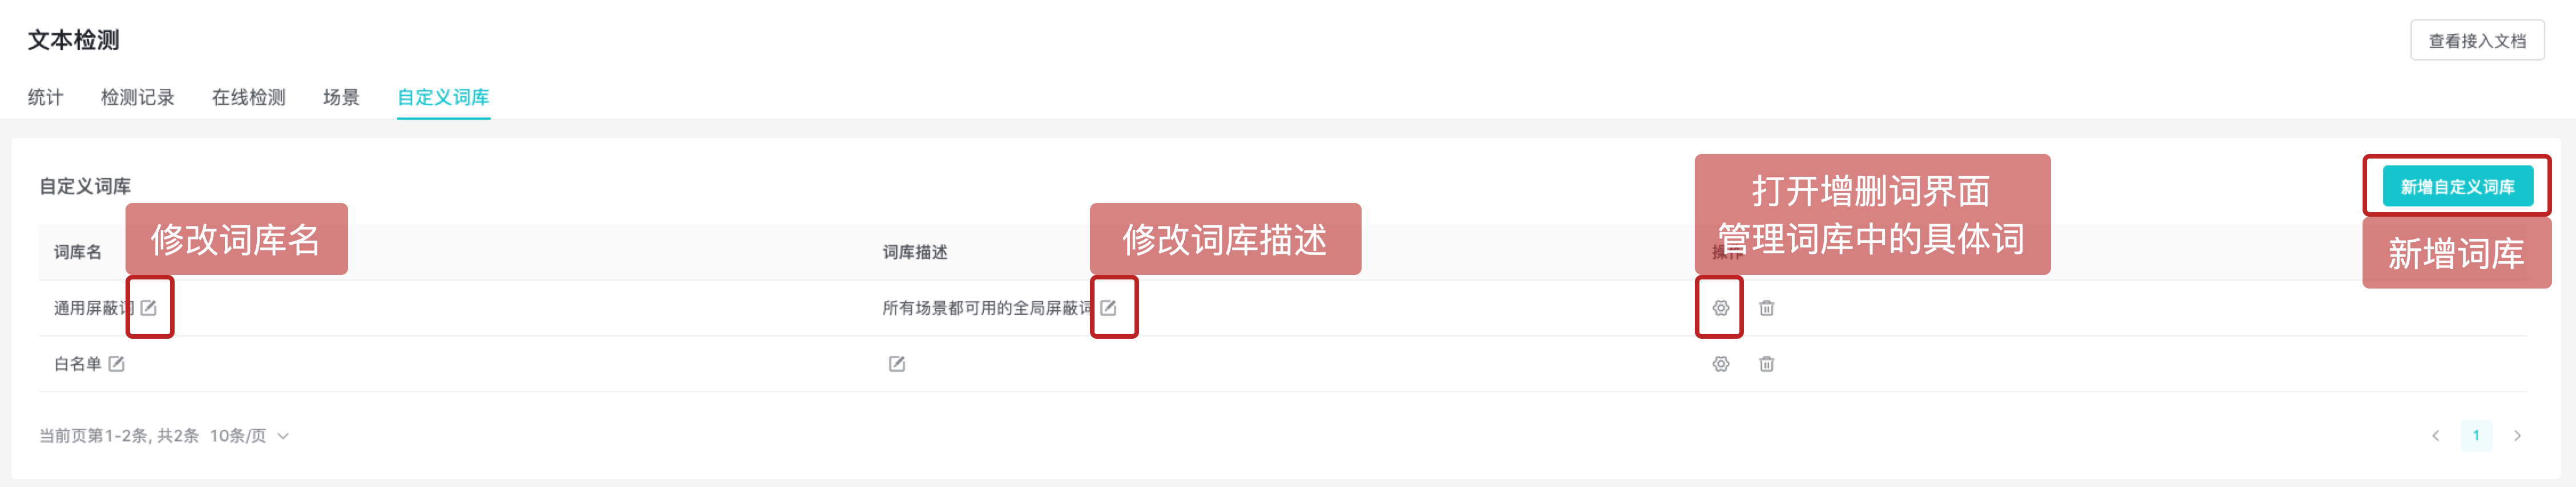 文本检测
查看接入文档
统计 检测记录 在线检测 场景 自定义词库
自定义词库
新增自定义词库
打开增删词界面
管理词库中的具体词
修改词库名
修改词库描述
新增词库
词库名 词库描述 操作
通用屏蔽词 所有场景都可用的全局屏蔽词
白名单
当前页第1-2条, 共2条 10条/页
1